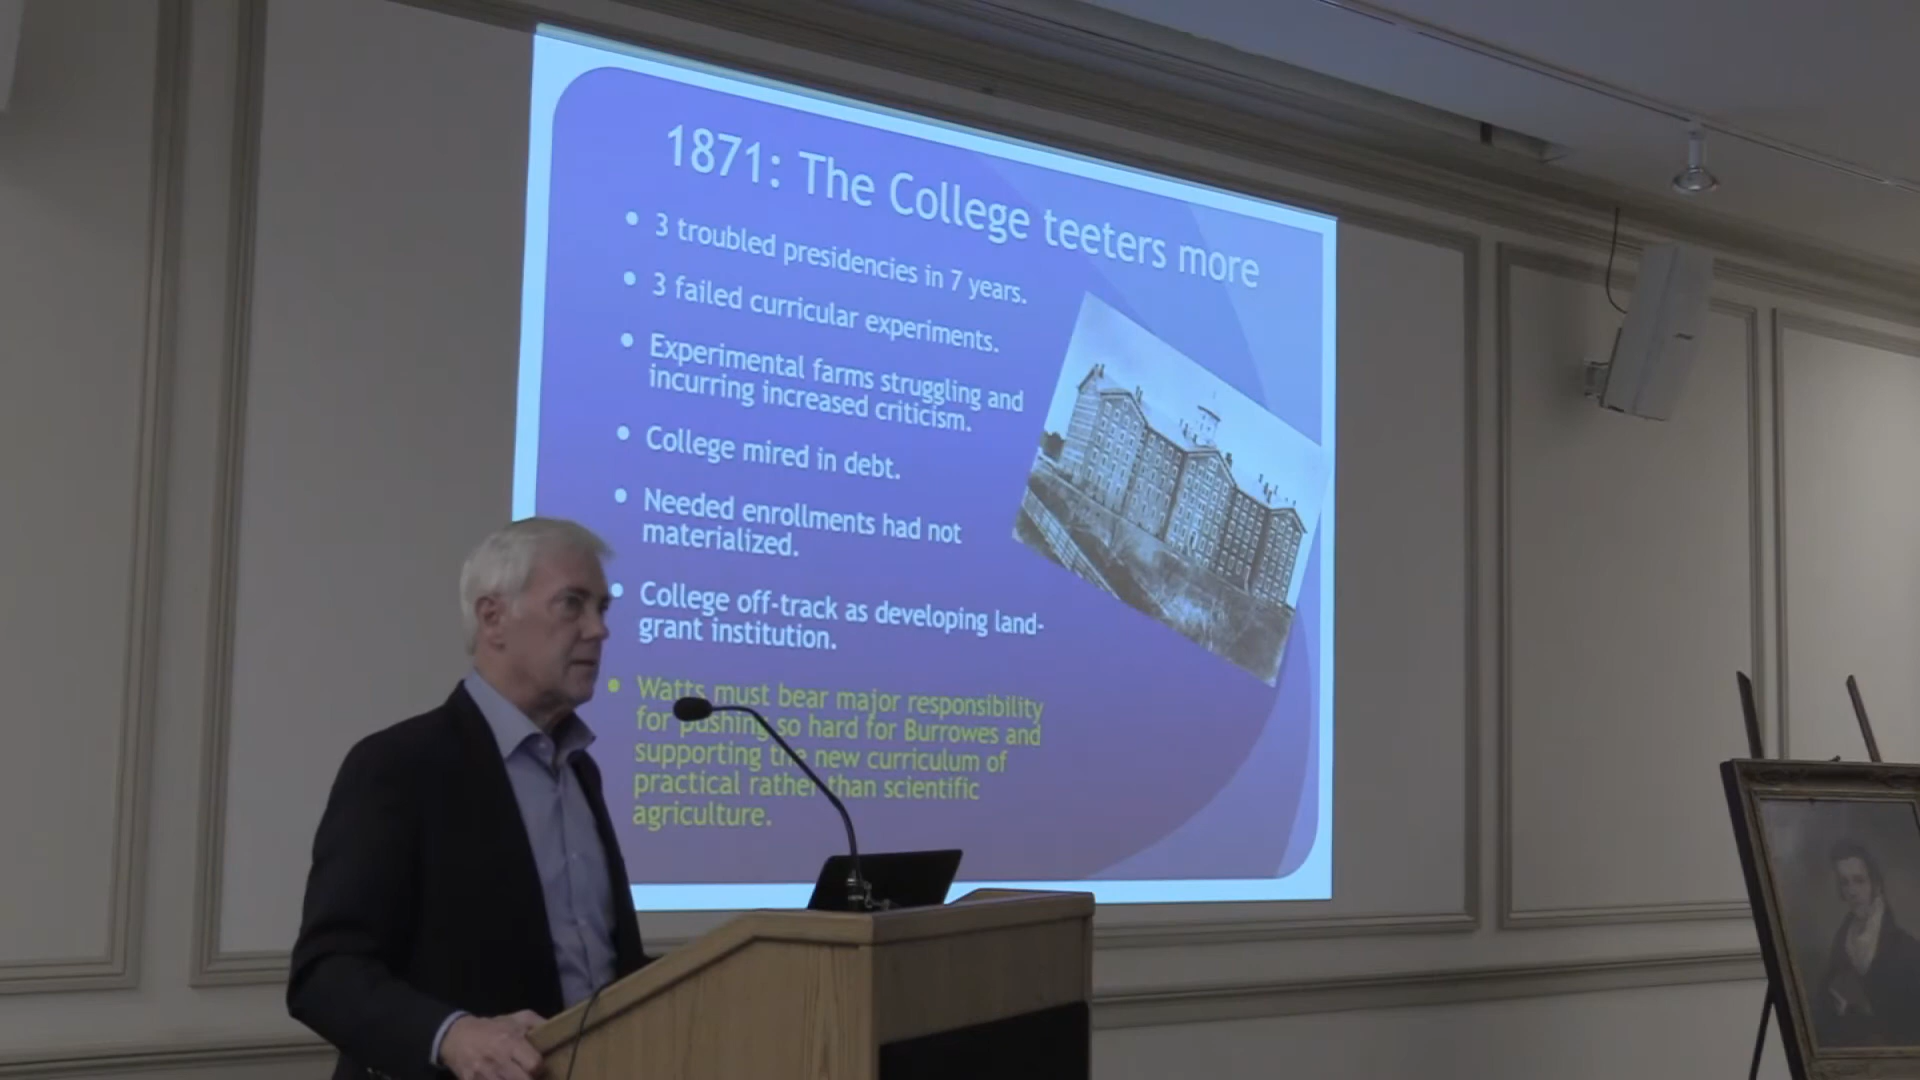 1871: The College teeters more
• 3 troubled presidencies in 7 years.
• 3 failed curricular experiments.
• Experimental farms struggling and
incurring increased criticism.
• College mired in debt.
• Needed enrollments had not
materialized.
• College off-track as developing land-
grant institution.
• Watts must bear major responsibility
for pushing so hard for Burrowes and
supporting the new curriculum of
practical rather than scientific
agriculture.